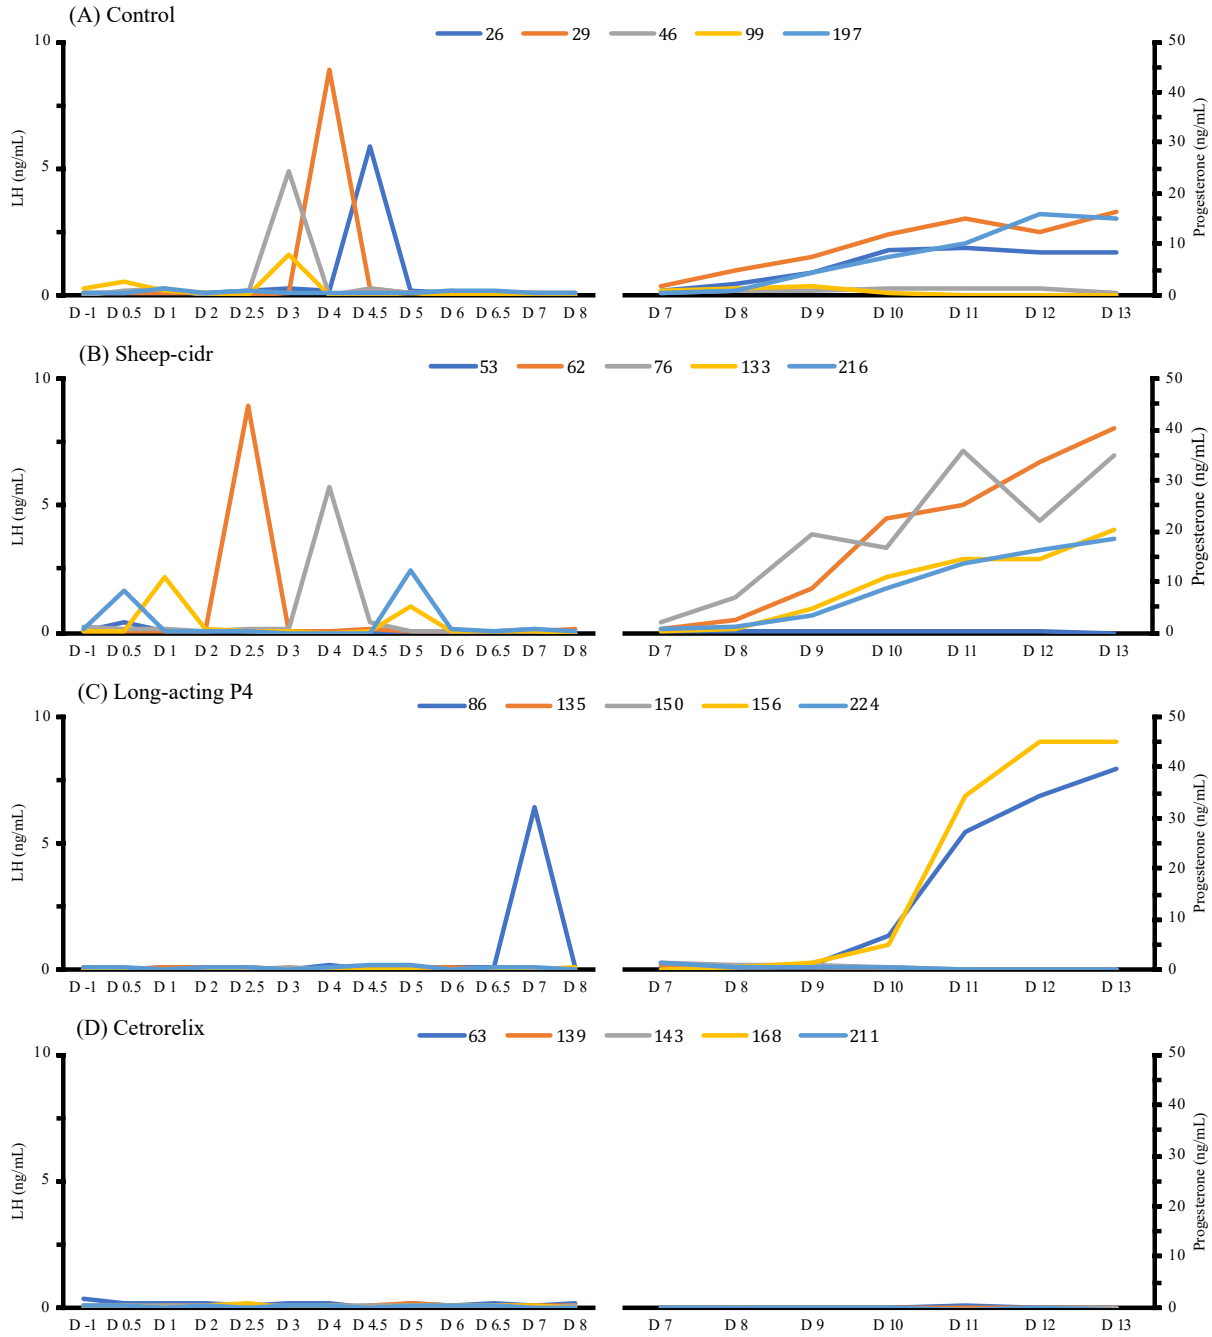 (A) Control
26 29 46 99 197
10 5 0
LH (ng/mL)
50 40 30 20 10 0
Progesterone (ng/mL)
D -1 D 0.5 D 1 D 2 D 2.5 D 3 D 4 D 4.5 D 5 D 6 D 6.5 D 7 D 8
D 7 D 8 D 9 D 10 D 11 D 12 D 13
(B) Sheep-cidr
53 62 76 133 216
10 5 0
LH (ng/mL)
50 40 30 20 10 0
Progesterone (ng/mL)
D -1 D 0.5 D 1 D 2 D 2.5 D 3 D 4 D 4.5 D 5 D 6 D 6.5 D 7 D 8
D 7 D 8 D 9 D 10 D 11 D 12 D 13
(C) Long-acting P4
86 135 150 156 224
10 5 0
LH (ng/mL)
50 40 30 20 10 0
Progesterone (ng/mL)
D -1 D 0.5 D 1 D 2 D 2.5 D 3 D 4 D 4.5 D 5 D 6 D 6.5 D 7 D 8
D 7 D 8 D 9 D 10 D 11 D 12 D 13
(D) Cetrorelix
63 139 143 168 211
10 5 0
LH (ng/mL)
50 40 30 20 10 0
Progesterone (ng/mL)
D -1 D 0.5 D 1 D 2 D 2.5 D 3 D 4 D 4.5 D 5 D 6 D 6.5 D 7 D 8
D 7 D 8 D 9 D 10 D 11 D 12 D 13